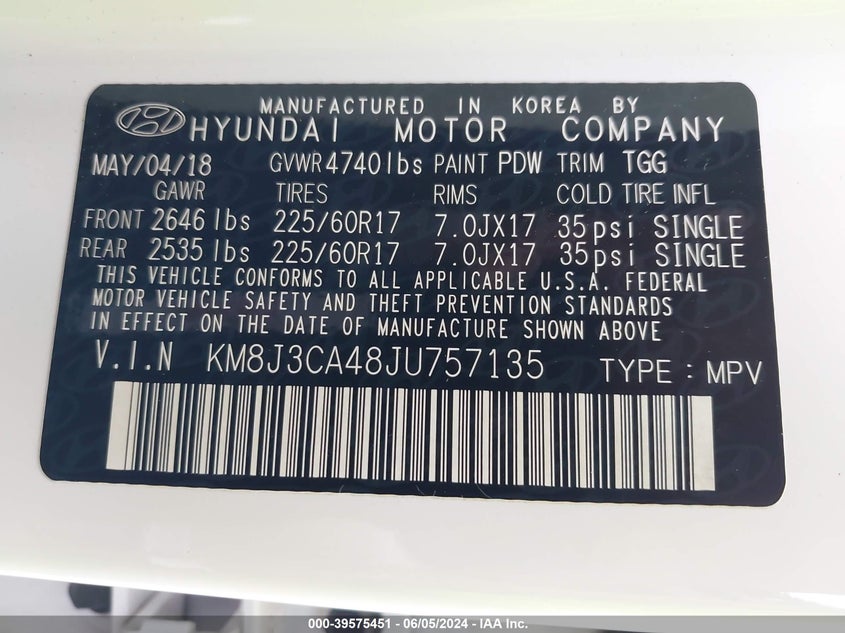 MANUFACTURED IN KOREA BY
HYUNDAI MOTOR COMPANY
MAY/04/18 GVWR 4740lbs PAINT PDW TRIM TGG
GAWR TIRES RIMS COLD TIRE INFL
FRONT 2646 lbs 225/60R17 7.0JX17 35psi SINGLE
REAR 2535 lbs 225/60R17 7.0JX17 35psi SINGLE
THIS VEHICLE CONFORMS TO ALL APPLICABLE U.S.A. FEDERAL
MOTOR VEHICLE SAFETY AND THEFT PREVENTION STANDARDS
IN EFFECT ON THE DATE OF MANUFACTURE SHOWN ABOVE
V.I.N KM8J3CA48JU757135 TYPE : MPV
000-39575451 - 06/05/2024 - IAA Inc.